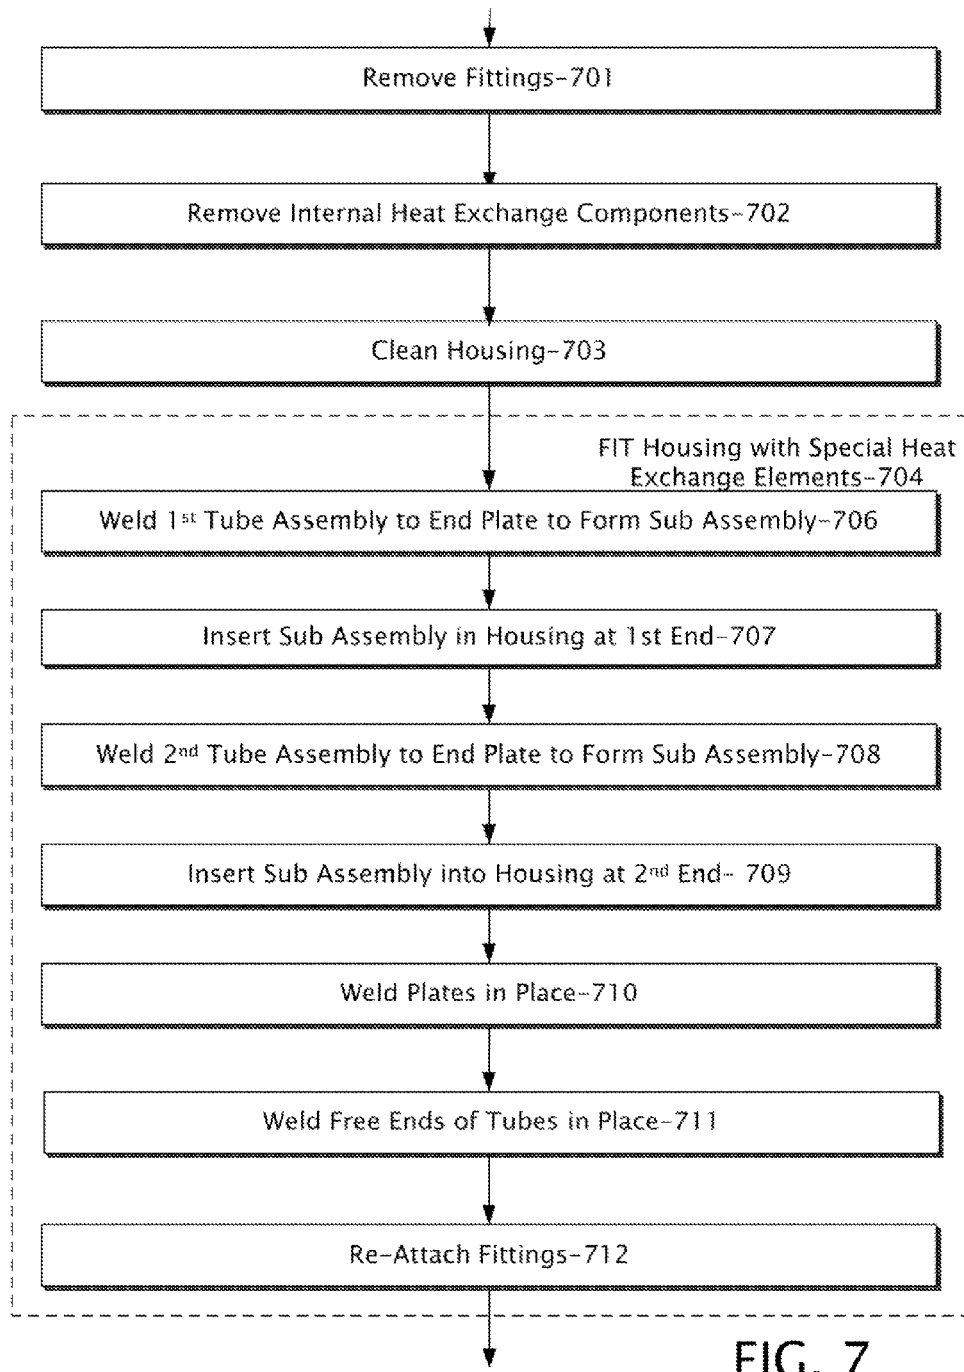 Remove Fittings-701
Remove Internal Heat Exchange Components-702
Clean Housing-703
FIT Housing with Special Heat
Exchange Elements-704
Weld 1st Tube Assembly to End Plate to Form Sub Assembly-706
Insert Sub Assembly in Housing at 1st End-707
Weld 2nd Tube Assembly to End Plate to Form Sub Assembly-708
Insert Sub Assembly into Housing at 2nd End- 709
Weld Plates in Place-710
Weld Free Ends of Tubes in Place-711
Re-Attach Fittings-712
FIG. 7